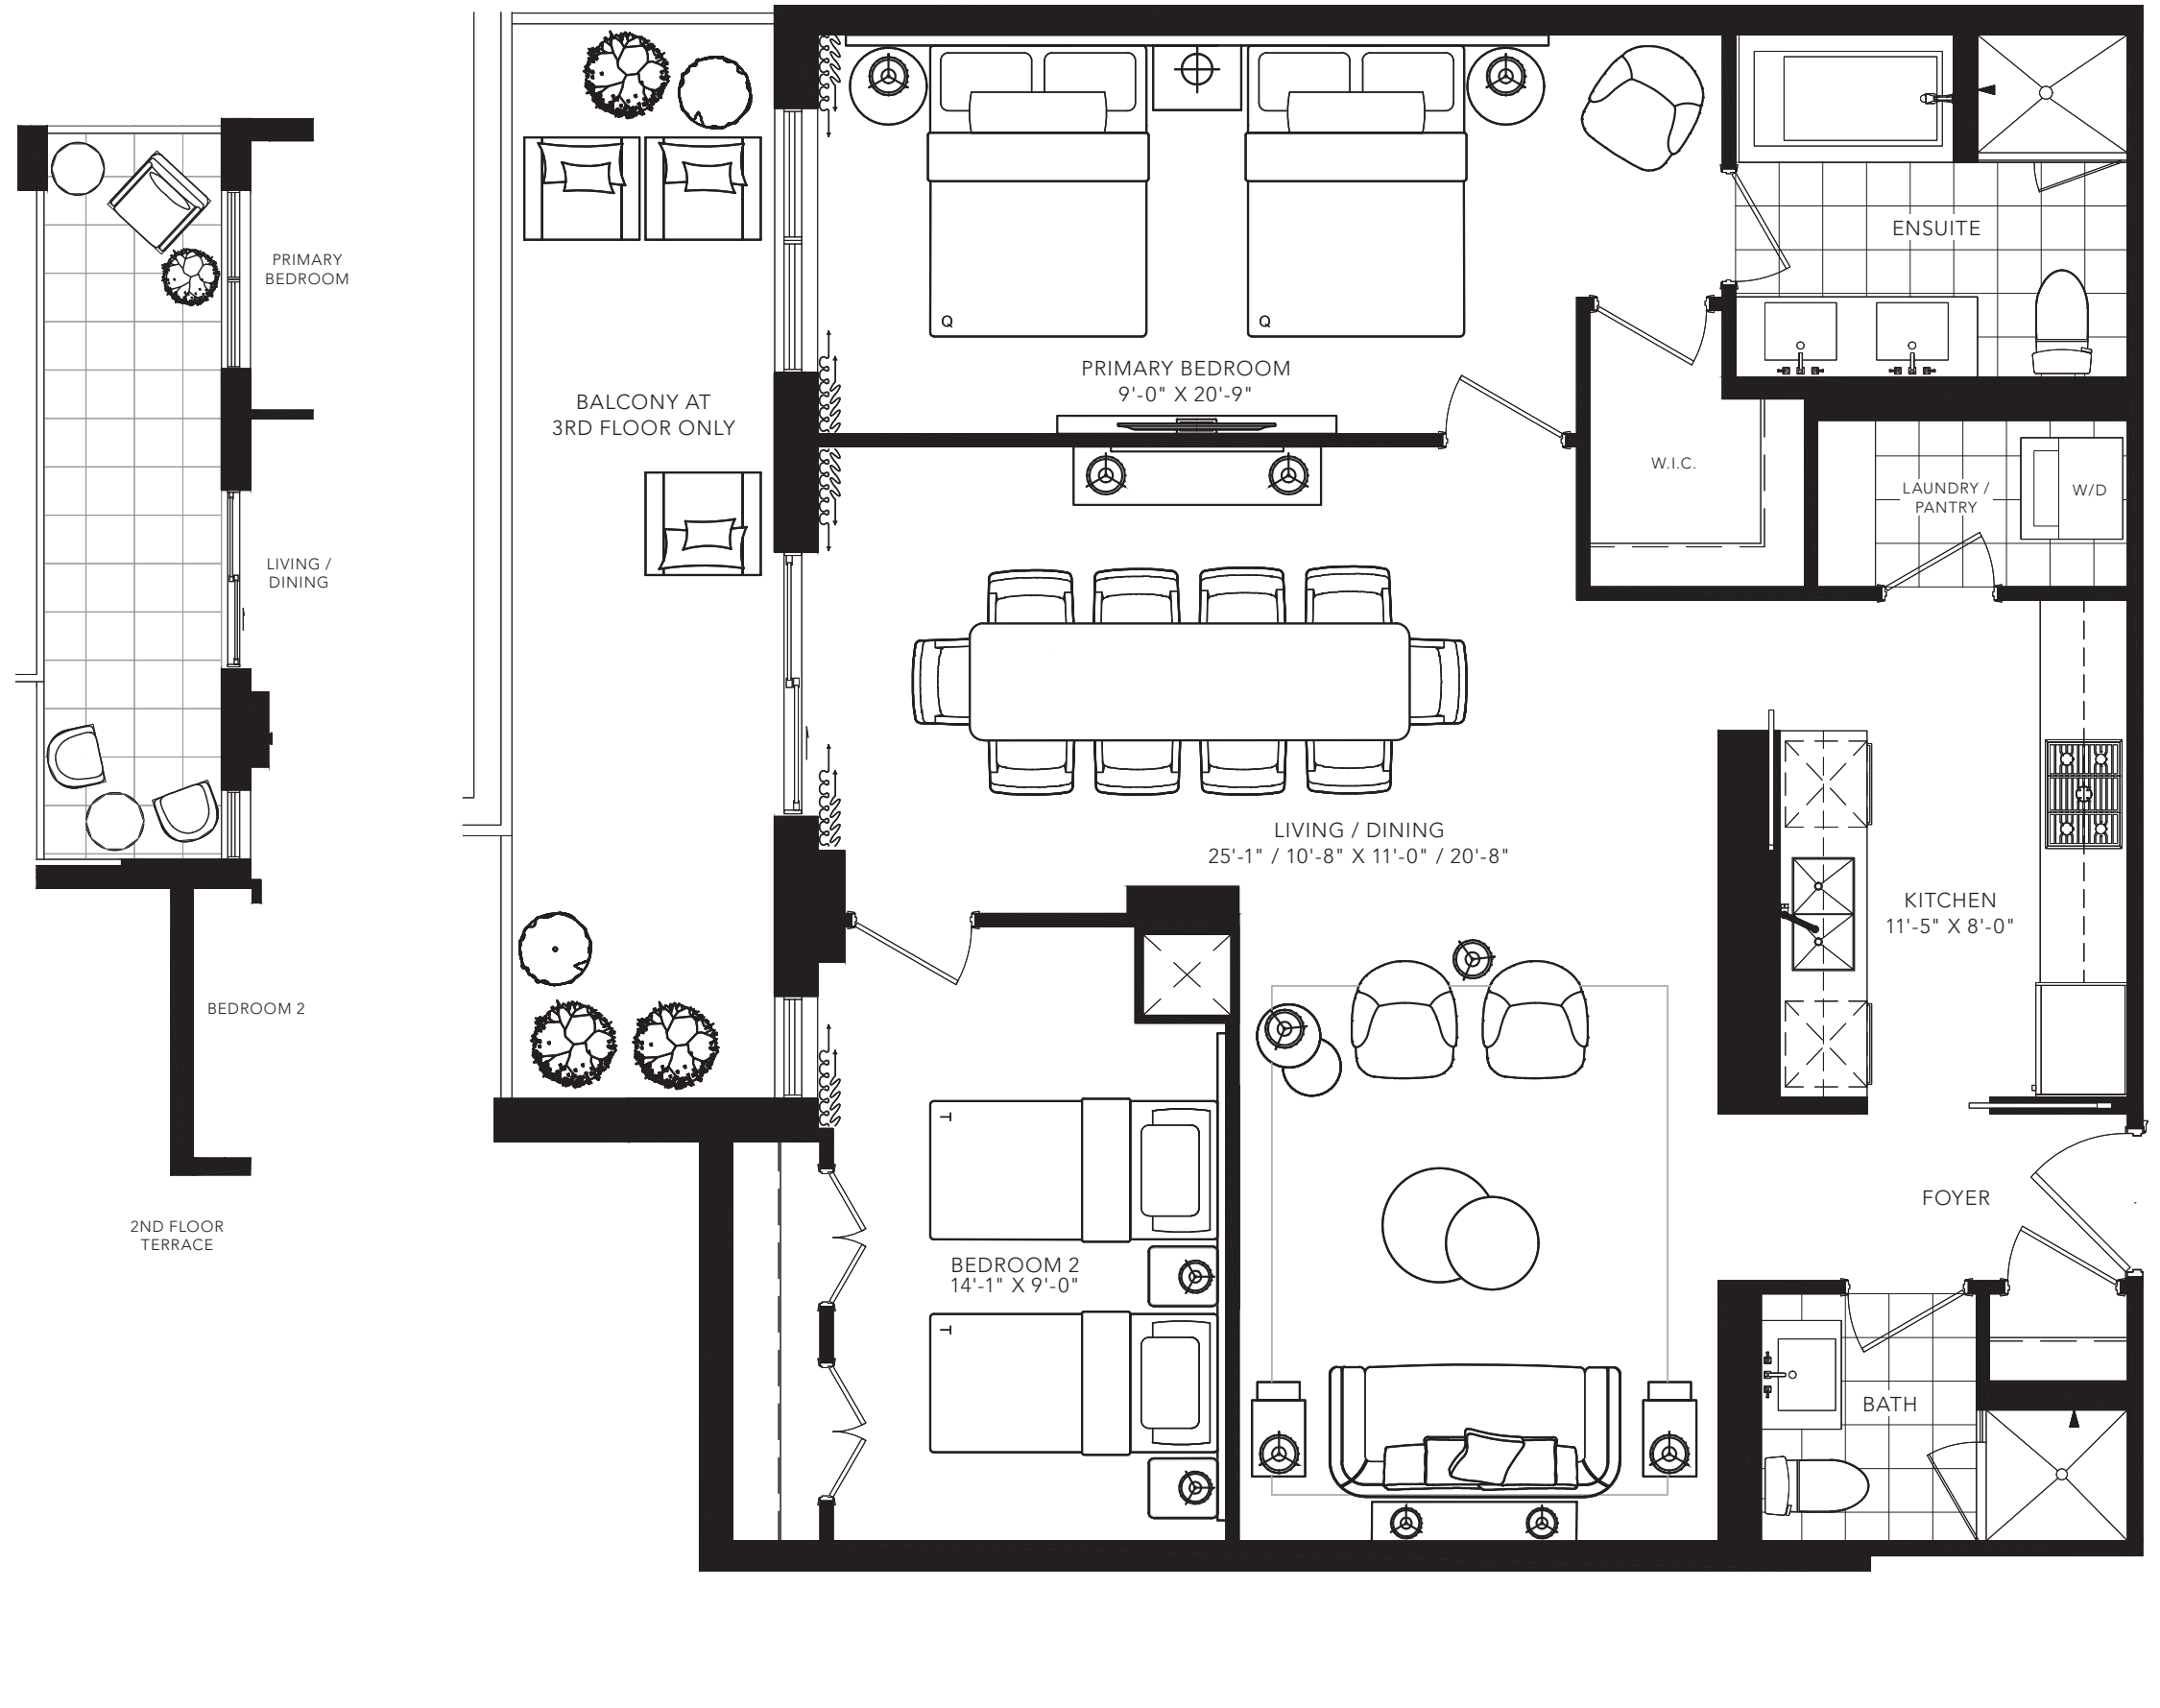 PRIMARY
BEDROOM
LIVING /
DINING
BEDROOM 2
2ND FLOOR
TERRACE
BALCONY AT
3RD FLOOR ONLY
Q
Q
PRIMARY BEDROOM
9'-0" X 20'-9"
ENSUITE
W.I.C.
LAUNDRY /
PANTRY
W/D
LIVING / DINING
25'-1" / 10'-8" X 11'-0" / 20'-8"
KITCHEN
11'-5" X 8'-0"
FOYER
T
BEDROOM 2
14'-1" X 9'-0"
T
BATH